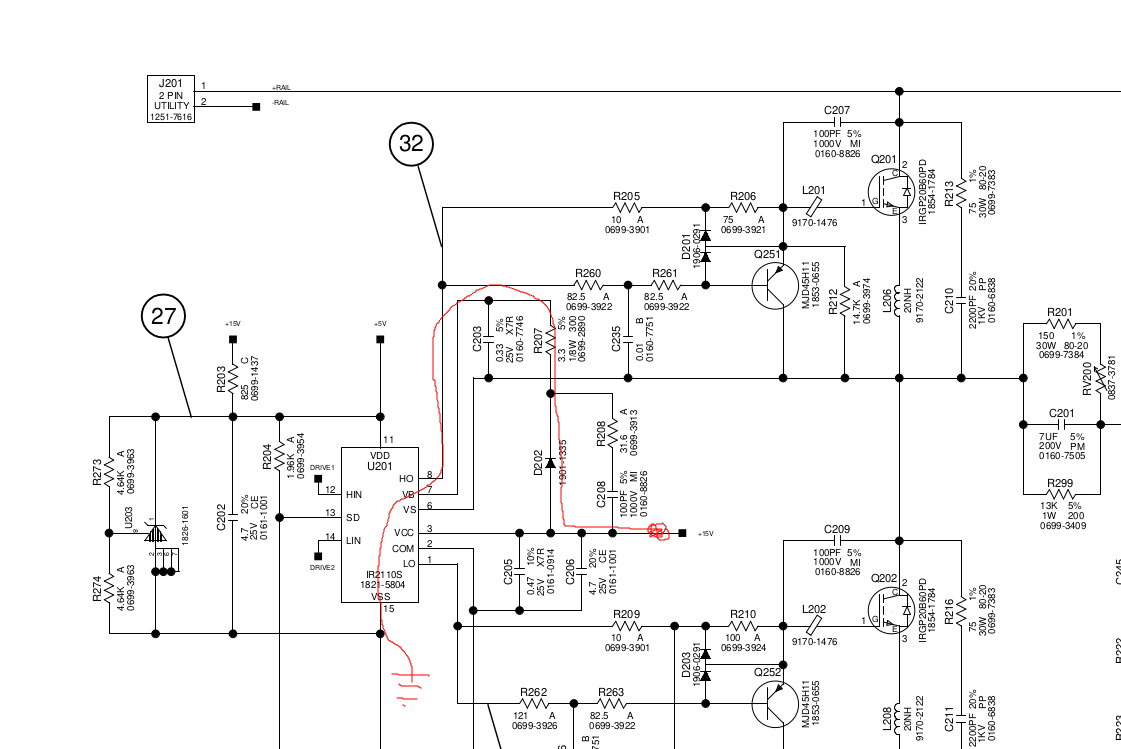 J201
2 PIN
UTILITY
1251-7616
1
2
+RAIL
-RAIL
32
27
C207
100PF 5%
1000V MI
0160-8826
Q201
2
C
G
E
1
3
IRGP20B60PD
1854-1784
R213
75 1%
30W 80-20
0699-7383
R205
10 A
0699-3901
R206
75 A
0699-3921
L201
9170-1476
D201
1906-0291
Q251
MJD45H11
1853-0655
R260
82.5 A
0699-3922
R261
82.5 A
0699-3922
R212
14.7K A
0699-3974
L206
20NH
9170-2122
C210
2200PF 20%
1KV PP
0160-6838
R201
150 1%
30W 80-20
0699-7384
RV200
0837-3781
C201
7UF 5%
200V PM
0160-7505
R299
13K 5%
1W 200
0699-3409
+15V
+5V
R203
825 C
0699-1437
C203
0.33 5%
25V X7R
0160-7746
R207
3.3 5%
1/8W 300
0699-2890
C235
0.01 B
0160-7751
R273
4.64K A
0699-3963
R274
4.64K A
0699-3963
U203
1826-1601
C202
4.7 20%
25V CE
0161-1001
R204
1.96K A
0699-3954
DRIVE1
DRIVE2
12
13
14
11
VDD
U201
HO
HIN
VB
VS
SD
VCC
LIN
COM
LO
IR2110S
1821-5804
VSS
15
8
7
6
3
2
1
D202
1901-1335
R208
31.6 A
0699-3913
C208
100PF 5%
1000V MI
0160-8826
+15V
C205
0.47 10%
25V X7R
0161-0914
C206
4.7 20%
25V CE
0161-1001
C209
100PF 5%
1000V MI
0160-8826
Q202
2
C
G
E
1
3
IRGP20B60PD
1854-1784
R216
75 1%
30W 80-20
0699-7383
R209
10 A
0699-3901
R210
100 A
0699-3924
L202
9170-1476
D203
1906-0291
Q252
MJD45H11
1853-0655
R262
121 A
0699-3926
R263
82.5 A
0699-3922
L208
20NH
9170-2122
C211
2200PF 20%
1KV PP
0160-6838
C245
R223